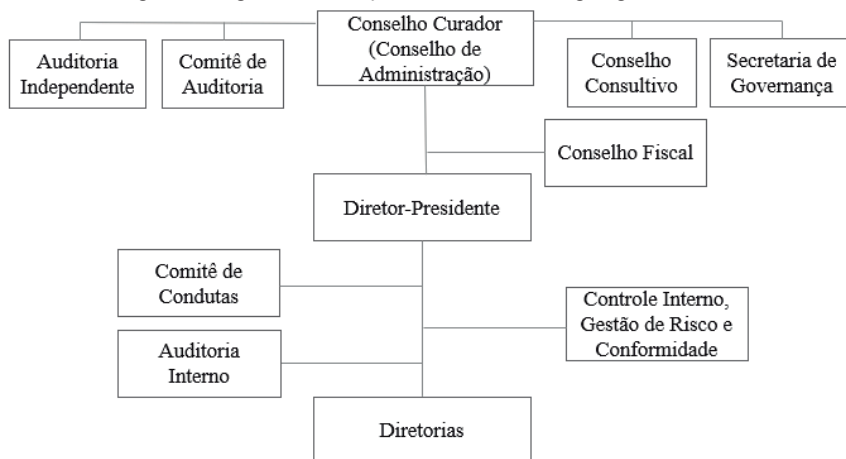 Conselho Curador
(Conselho de
Administração)
Auditoria
Independente
Comitê de
Auditoria
Conselho
Consultivo
Secretaria de
Governança
Conselho Fiscal
Diretor-Presidente
Comitê de
Condutas
Controle Interno,
Gestão de Risco e
Conformidade
Auditoria
Interno
Diretorias